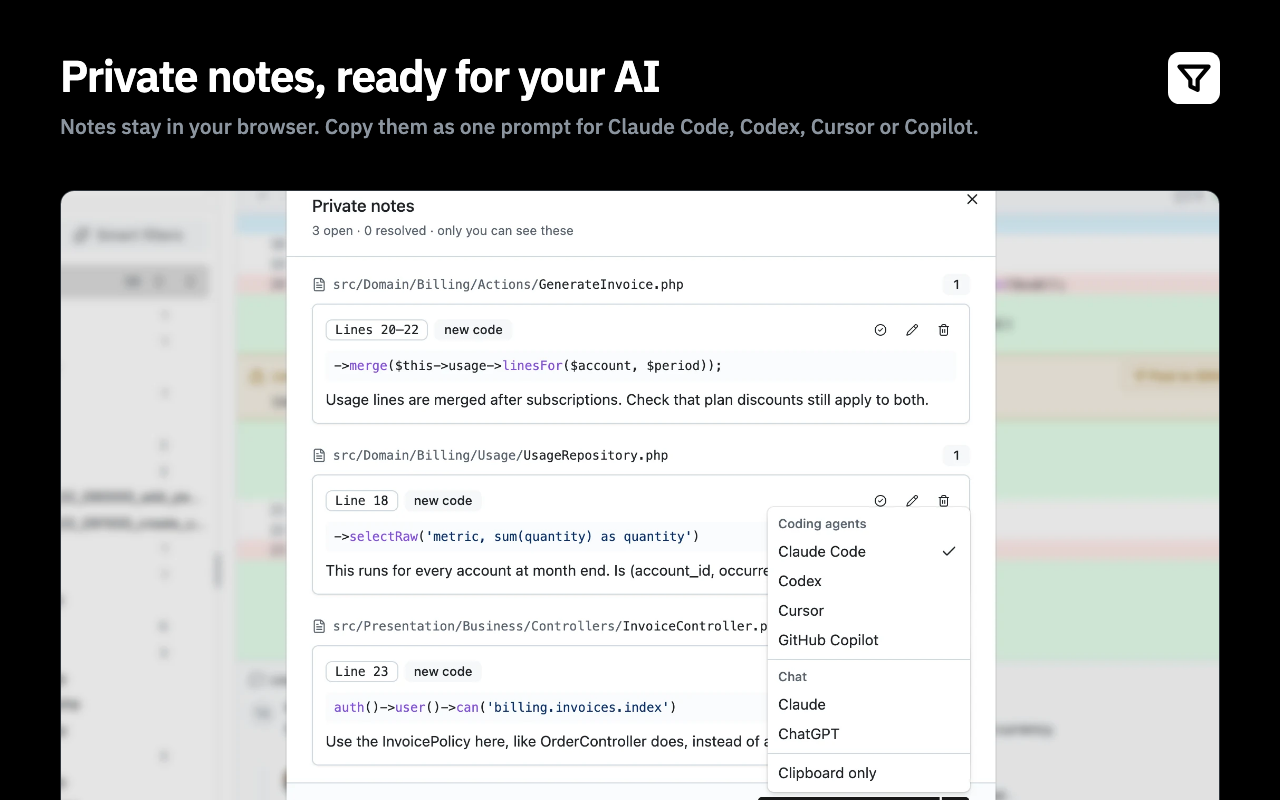 Private notes, ready for your AI
Notes stay in your browser. Copy them as one prompt for Claude Code, Codex, Cursor or Copilot.
Private notes
3 open · 0 resolved · only you can see these
src/Domain/Billing/Actions/GenerateInvoice.php 1
Lines 20–22 new code
->merge($this->usage->linesFor($account, $period));
Usage lines are merged after subscriptions. Check that plan discounts still apply to both.
src/Domain/Billing/Usage/UsageRepository.php 1
Line 18 new code
->selectRaw('metric, sum(quantity) as quantity')
This runs for every account at month end. Is (account_id, occurre
src/Presentation/Business/Controllers/InvoiceController.p
Line 23 new code
auth()->user()->can('billing.invoices.index')
Use the InvoicePolicy here, like OrderController does, instead of a
Coding agents
Claude Code
Codex
Cursor
GitHub Copilot
Chat
Claude
ChatGPT
Clipboard only